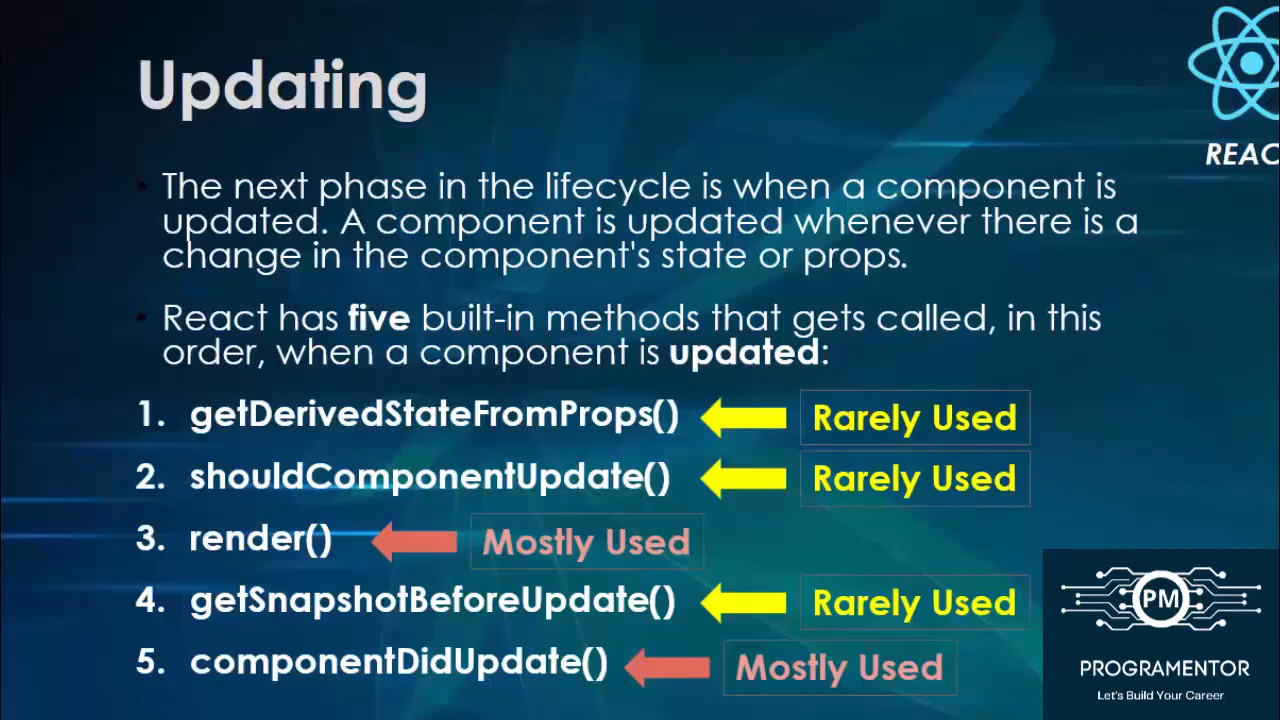 Updating
REAC
The next phase in the lifecycle is when a component is
updated. A component is updated whenever there is a
change in the component's state or props.
React has five built-in methods that gets called, in this
order, when a component is updated:
1. getDerivedStateFromProps() Rarely Used
2. shouldComponentUpdate() Rarely Used
3. render() Mostly Used
4. getSnapshotBeforeUpdate() Rarely Used
5. componentDidUpdate() Mostly Used
PM
PROGRAMENTOR
Let's Build Your Career